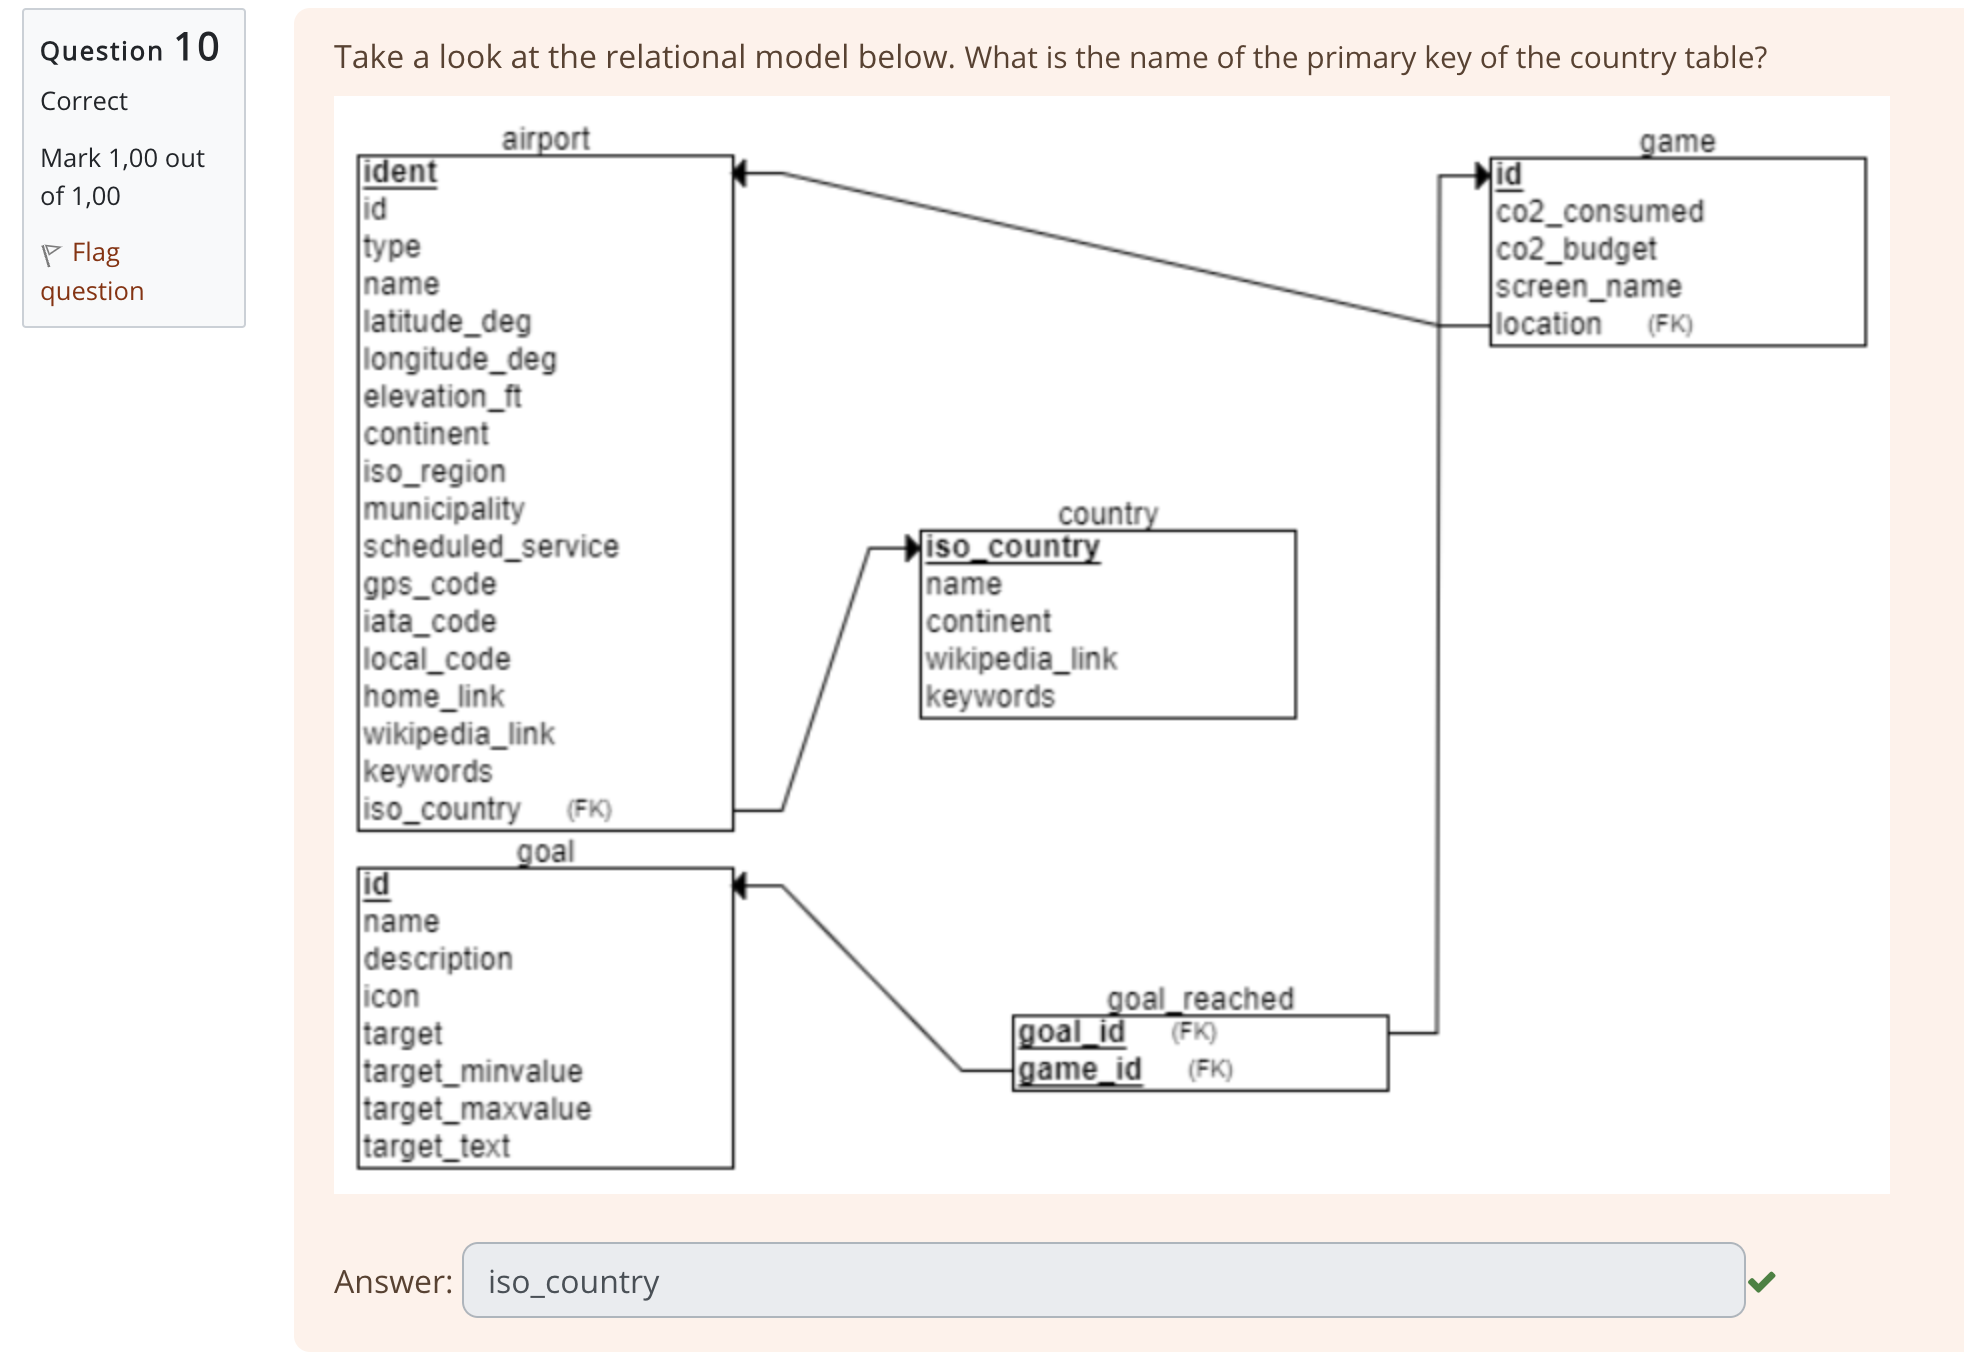 Question 10
Correct
Mark 1,00 out
of 1,00
Flag
question
Take a look at the relational model below. What is the name of the primary key of the country table?
airport
ident
id
type
name
latitude_deg
longitude_deg
elevation_ft
continent
iso_region
municipality
scheduled_service
gps_code
iata_code
local_code
home_link
wikipedia_link
keywords
iso_country (FK)
game
id
co2_consumed
co2_budget
screen_name
location (FK)
country
iso_country
name
continent
wikipedia_link
keywords
goal
id
name
description
icon
target
target_minvalue
target_maxvalue
target_text
goal_reached
goal_id (FK)
game_id (FK)
Answer: iso_country